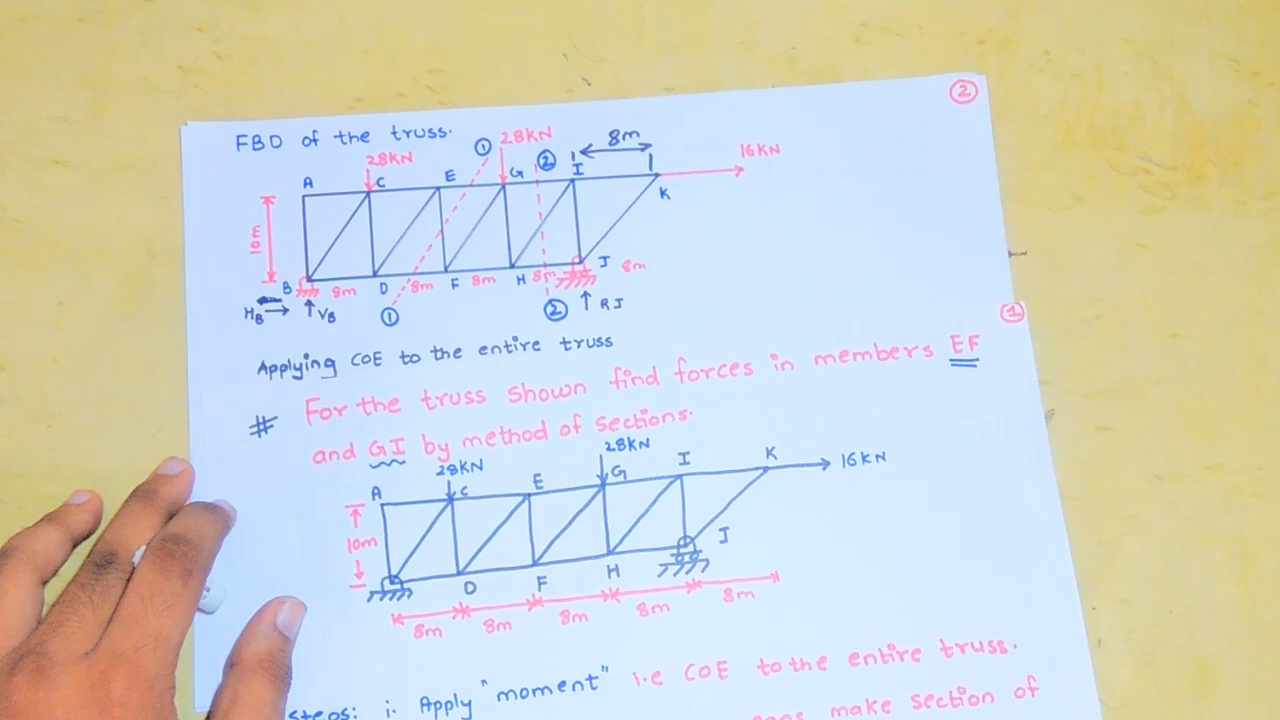 2
FBD of the truss.
1 28KN
28KN 2 8m
I 16KN
A C E G K
10m
B 8m D 8m F 8m H 8m J 8m
HB VB 1 2 RJ
1
Applying COE to the entire truss
# For the truss shown find forces in members EF
and GI by method of sections.
28KN 28KN
A C E G I K 16KN
10m
D F H J
8m 8m 8m 8m 8m
steps: i. Apply "moment" i.e COE to the entire truss.
make section of